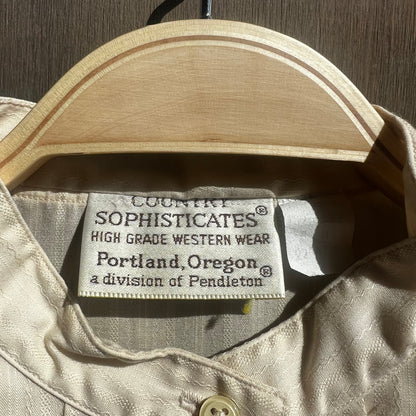 COUNTRY
SOPHISTICATES®
HIGH GRADE WESTERN WEAR
Portland, Oregon
a division of Pendleton®